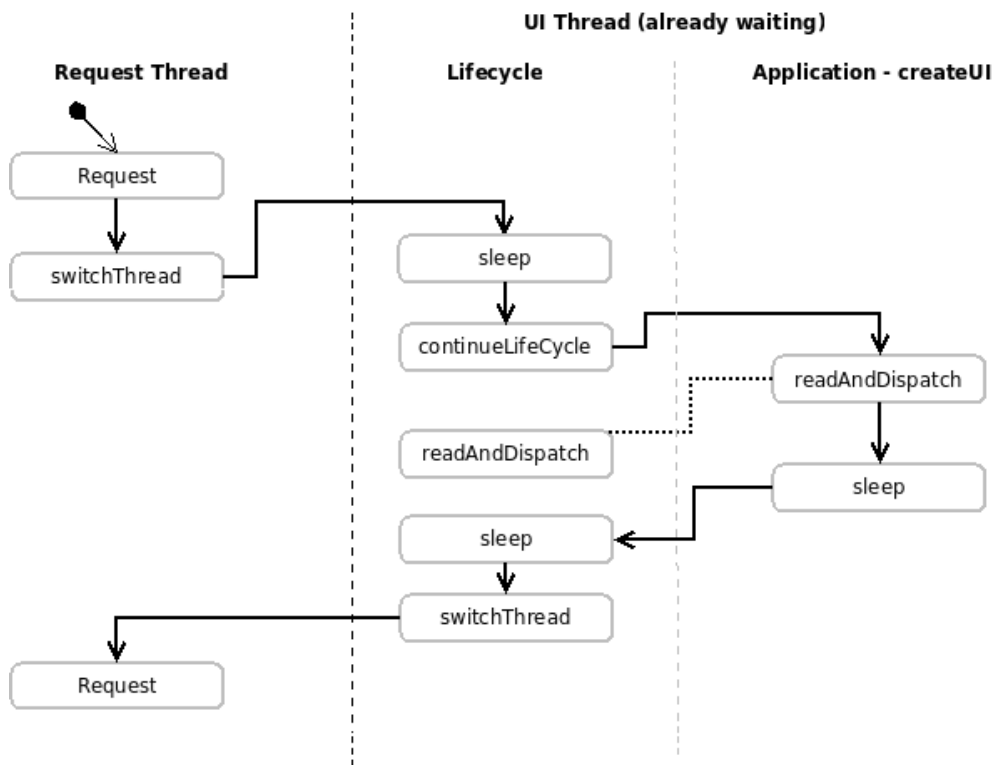 UI Thread (already waiting)
Request Thread
Lifecycle
Application - createUI
Request
switchThread
sleep
continueLifeCycle
readAndDispatch
readAndDispatch
sleep
sleep
switchThread
Request